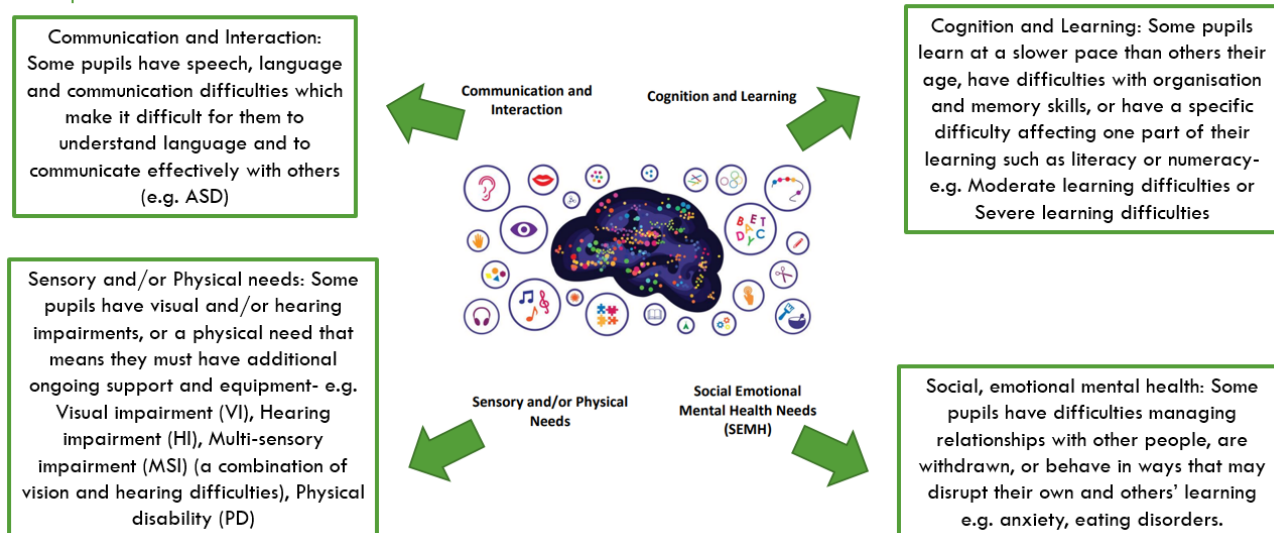 Communication and Interaction:
Some pupils have speech, language
and communication difficulties which
make it difficult for them to
understand language and to
communicate effectively with others
(e.g. ASD)
Communication and
Interaction
Cognition and Learning
Cognition and Learning: Some pupils
learn at a slower pace than others their
age, have difficulties with organisation
and memory skills, or have a specific
difficulty affecting one part of their
learning such as literacy or numeracy-
e.g. Moderate learning difficulties or
Severe learning difficulties
B E T
A
D Y C
Sensory and/or Physical needs: Some
pupils have visual and/or hearing
impairments, or a physical need that
means they must have additional
ongoing support and equipment- e.g.
Visual impairment (VI), Hearing
impairment (HI), Multi-sensory
impairment (MSI) (a combination of
vision and hearing difficulties), Physical
disability (PD)
Sensory and/or Physical
Needs
Social Emotional
Mental Health Needs
(SEMH)
Social, emotional mental health: Some
pupils have difficulties managing
relationships with other people, are
withdrawn, or behave in ways that may
disrupt their own and others’ learning
e.g. anxiety, eating disorders.